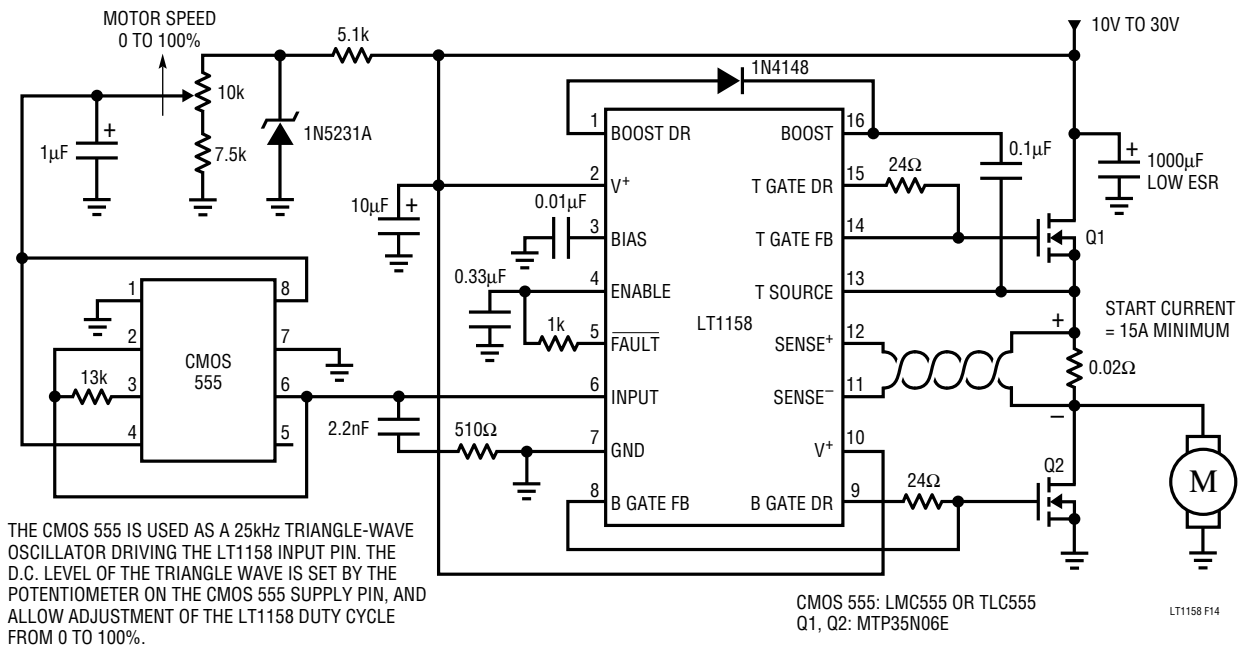 MOTOR SPEED
0 TO 100%
5.1k
10V TO 30V
1N4148
10k
1N5231A
7.5k
1µF
+
1
BOOST DR
BOOST
16
0.1µF
+
1000µF
LOW ESR
2
V+
10µF
+
T GATE DR
15
24Ω
0.01µF
3
BIAS
T GATE FB
14
Q1
0.33µF
4
ENABLE
T SOURCE
13
LT1158
1k
5
FAULT
SENSE+
12
+
START CURRENT
= 15A MINIMUM
0.02Ω
1
8
2
7
CMOS
555
13k
3
6
4
5
6
INPUT
SENSE–
11
–
2.2nF
510Ω
7
GND
V+
10
8
B GATE FB
B GATE DR
9
24Ω
Q2
M
THE CMOS 555 IS USED AS A 25kHz TRIANGLE-WAVE
OSCILLATOR DRIVING THE LT1158 INPUT PIN. THE
D.C. LEVEL OF THE TRIANGLE WAVE IS SET BY THE
POTENTIOMETER ON THE CMOS 555 SUPPLY PIN, AND
ALLOW ADJUSTMENT OF THE LT1158 DUTY CYCLE
FROM 0 TO 100%.
CMOS 555: LMC555 OR TLC555
Q1, Q2: MTP35N06E
LT1158 F14